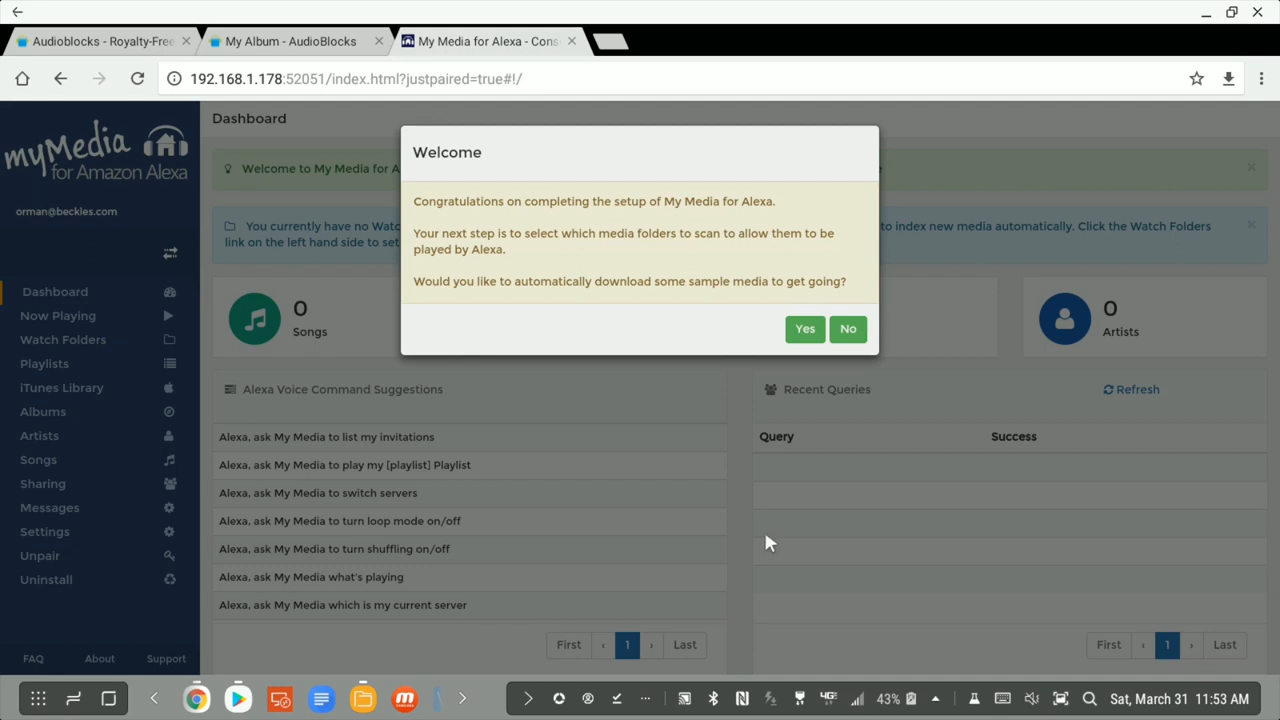 Audioblocks - Royalty-Free
My Album - AudioBlocks
My Media for Alexa - Cons
192.168.1.178:52051/index.html?justpaired=true#!/
myMedia
for Amazon Alexa
orman@beckles.com
Dashboard
Now Playing
Watch Folders
Playlists
iTunes Library
Albums
Artists
Songs
Sharing
Messages
Settings
Unpair
Uninstall
FAQ About Support
Dashboard
Welcome to My Media for A
You currently have no Watc
to index new media automatically. Click the Watch Folders
link on the left hand side to set
0
Songs
0
Artists
Welcome
Congratulations on completing the setup of My Media for Alexa.
Your next step is to select which media folders to scan to allow them to be
played by Alexa.
Would you like to automatically download some sample media to get going?
Yes No
Alexa Voice Command Suggestions
Alexa, ask My Media to list my invitations
Alexa, ask My Media to play my [playlist] Playlist
Alexa, ask My Media to switch servers
Alexa, ask My Media to turn loop mode on/off
Alexa, ask My Media to turn shuffling on/off
Alexa, ask My Media what's playing
Alexa, ask My Media which is my current server
First ‹ 1 › Last
Recent Queries Refresh
Query Success
First ‹ 1 › Last
4G 43% Sat, March 31 11:53 AM